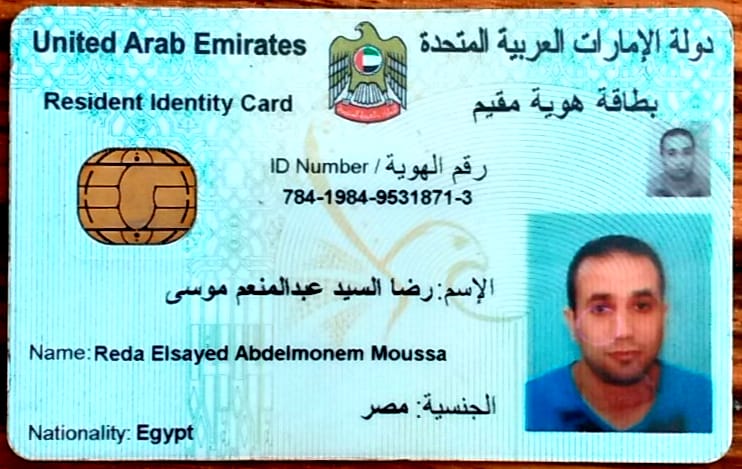 United Arab Emirates دولة الإمارات العربية المتحدة
Resident Identity Card بطاقة هوية مقيم
ID Number / رقم الهوية
784-1984-9531871-3
الإسم: رضا السيد عبدالمنعم موسى
Name: Reda Elsayed Abdelmonem Moussa
الجنسية: مصر
Nationality: Egypt